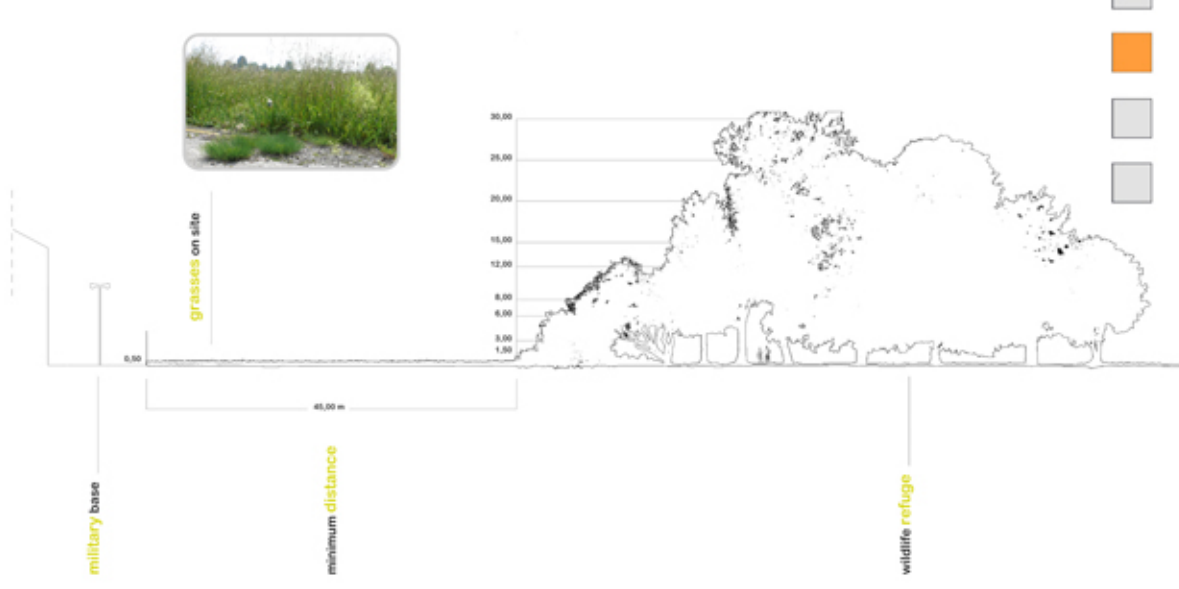 30,00
25,00
20,00
15,00
12,00
8,00
6,00
3,00
1,50
0,50
45,00 m
grasses on site
military base
minimum distance
wildlife refuge